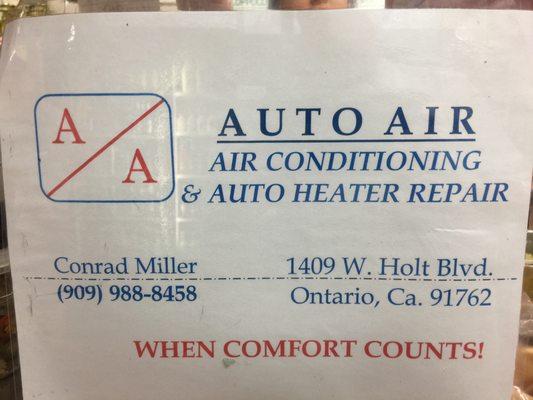 A
A
AUTO AIR
AIR CONDITIONING
& AUTO HEATER REPAIR
Conrad Miller
(909) 988-8458
1409 W. Holt Blvd.
Ontario, Ca. 91762
WHEN COMFORT COUNTS!